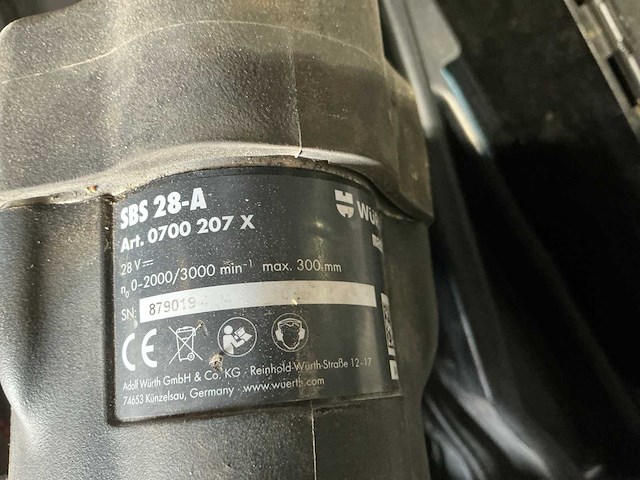 SBS 28-A
Art. 0700 207 X
28 V
n₀ 0-2000/3000 min⁻¹ max. 300 mm
SN: 879019
CE
Adolf Würth GmbH & Co. KG · Reinhold-Würth-Straße 12-17
74653 Künzelsau, Germany · www.wuerth.com